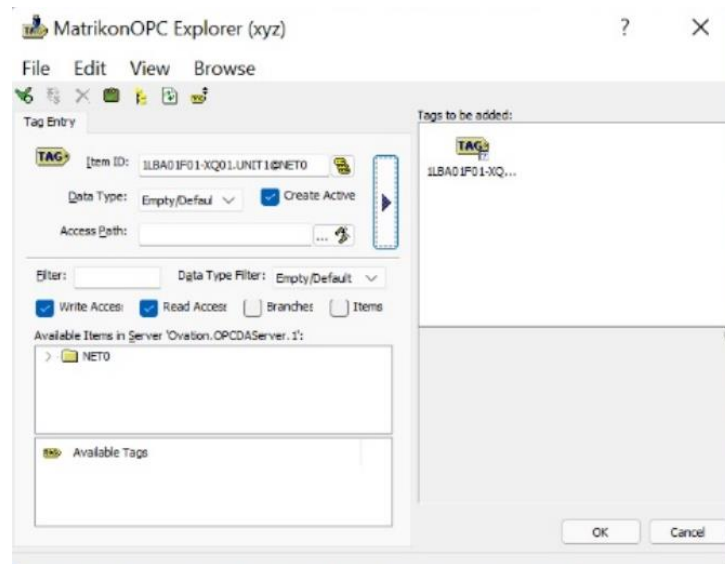 MatrikonOPC Explorer (xyz)
File Edit View Browse
Tag Entry
Item ID: 1LBA01F01-XQ01.UNIT1@NET0
Data Type: Empty/Defaul
Create Active
Access Path:
...
Filter:
Data Type Filter: Empty/Default
Write Acces
Read Access
Branches
Items
Available Items in Server 'Ovation.OPCDAServer.1':
NET0
Available Tags
Tags to be added:
TAG
1LBA01F01-XQ...
OK
Cancel